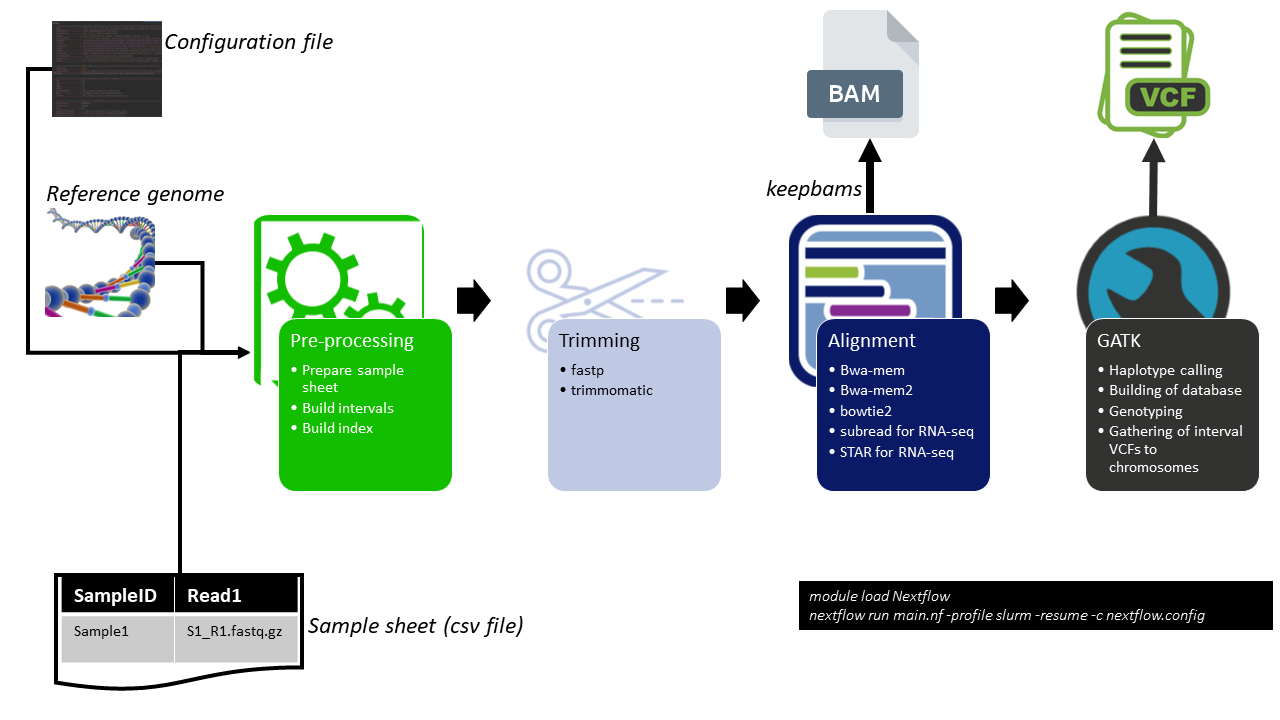 Configuration file
BAM
VCF
Reference genome
keepbams
Pre-processing
• Prepare sample
sheet
• Build intervals
• Build index
Trimming
• fastp
• trimmomatic
Alignment
• Bwa-mem
• Bwa-mem2
• bowtie2
• subread for RNA-seq
• STAR for RNA-seq
GATK
• Haplotype calling
• Building of database
• Genotyping
• Gathering of interval
VCFs to
chromosomes
SampleID Read1
Sample1 S1_R1.fastq.gz
Sample sheet (csv file)
module load Nextflow
nextflow run main.nf -profile slurm -resume -c nextflow.config